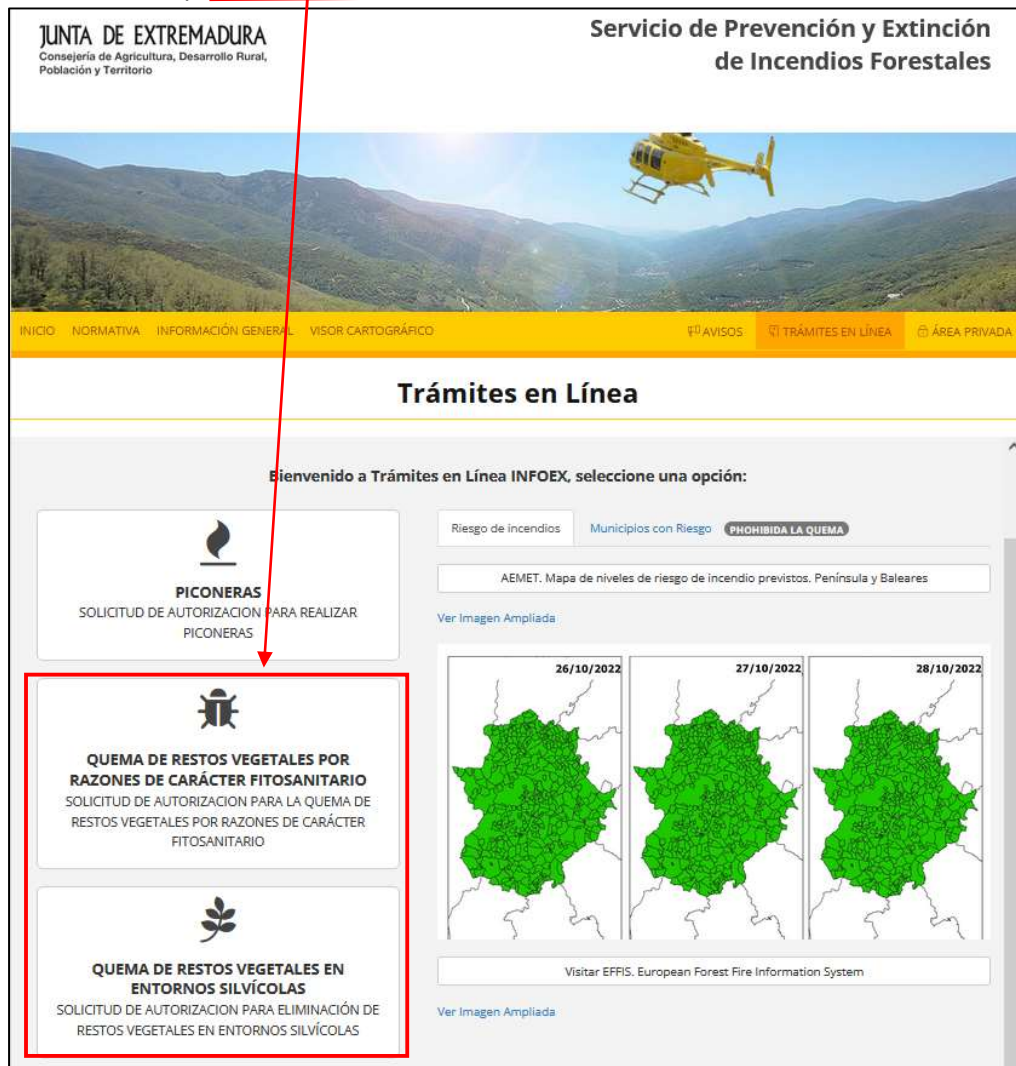 JUNTA DE EXTREMADURA
Consejería de Agricultura, Desarrollo Rural,
Población y Territorio
Servicio de Prevención y Extinción
de Incendios Forestales
INICIO NORMATIVA INFORMACIÓN GENERAL VISOR CARTOGRÁFICO AVISOS TRÁMITES EN LÍNEA ÁREA PRIVADA
Trámites en Línea
Bienvenido a Trámites en Línea INFOEX, seleccione una opción:
PICONERAS
SOLICITUD DE AUTORIZACION PARA REALIZAR
PICONERAS
QUEMA DE RESTOS VEGETALES POR
RAZONES DE CARÁCTER FITOSANITARIO
SOLICITUD DE AUTORIZACION PARA LA QUEMA DE
RESTOS VEGETALES POR RAZONES DE CARÁCTER
FITOSANITARIO
QUEMA DE RESTOS VEGETALES EN
ENTORNOS SILVÍCOLAS
SOLICITUD DE AUTORIZACION PARA ELIMINACIÓN DE
RESTOS VEGETALES EN ENTORNOS SILVÍCOLAS
Riesgo de incendios Municipios con Riesgo PROHIBIDA LA QUEMA
AEMET. Mapa de niveles de riesgo de incendio previstos. Península y Baleares
Ver Imagen Ampliada
26/10/2022 27/10/2022 28/10/2022
Visitar EFFIS. European Forest Fire Information System
Ver Imagen Ampliada